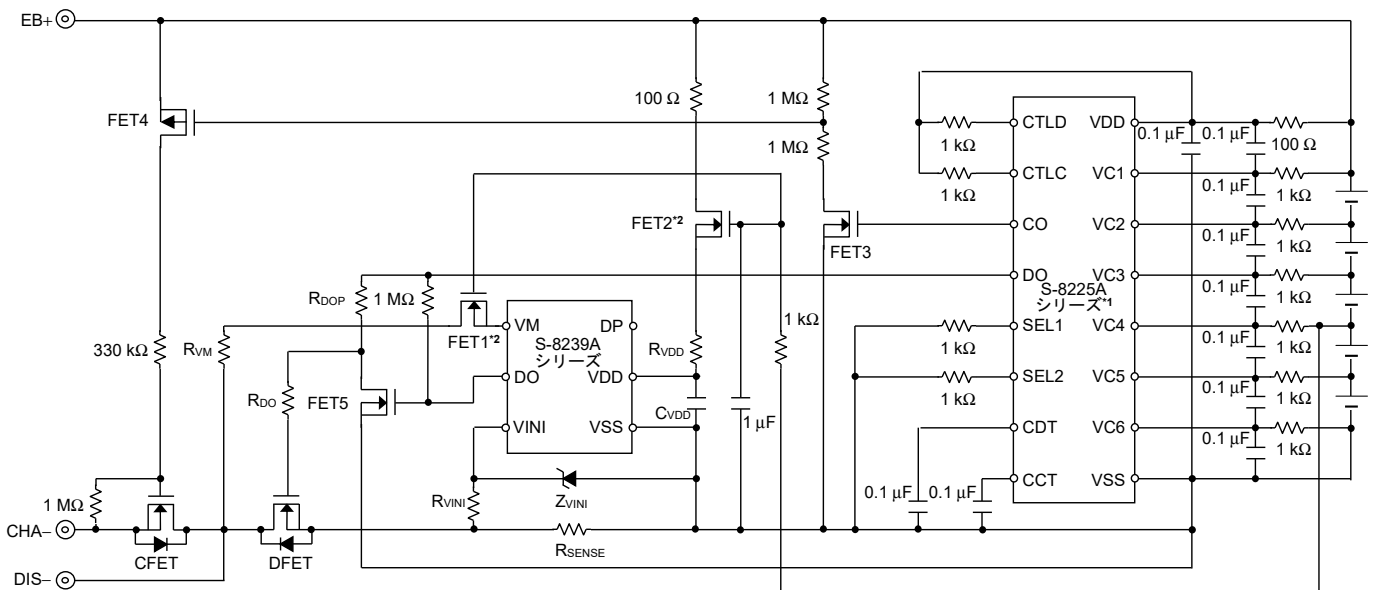 EB+
FET4
100 Ω
1 MΩ
1 MΩ
FET2*2
FET3
CTLD
VDD
1 kΩ
CTLC
VC1
1 kΩ
CO
VC2
DO
VC3
S-8225A
シリーズ*1
SEL1
VC4
1 kΩ
SEL2
VC5
1 kΩ
CDT
VC6
CCT
VSS
0.1 μF
0.1 μF
100 Ω
0.1 μF
1 kΩ
0.1 μF
1 kΩ
0.1 μF
1 kΩ
0.1 μF
1 kΩ
0.1 μF
1 kΩ
0.1 μF
1 kΩ
0.1 μF
0.1 μF
RDOP
1 MΩ
FET1*2
VM
DP
S-8239A
シリーズ
DO
VDD
VINI
VSS
RVDD
CVDD
1 kΩ
1 μF
330 kΩ
RVM
RDO
FET5
RVINI
ZVINI
1 MΩ
CHA−
CFET
DFET
RSENSE
DIS−